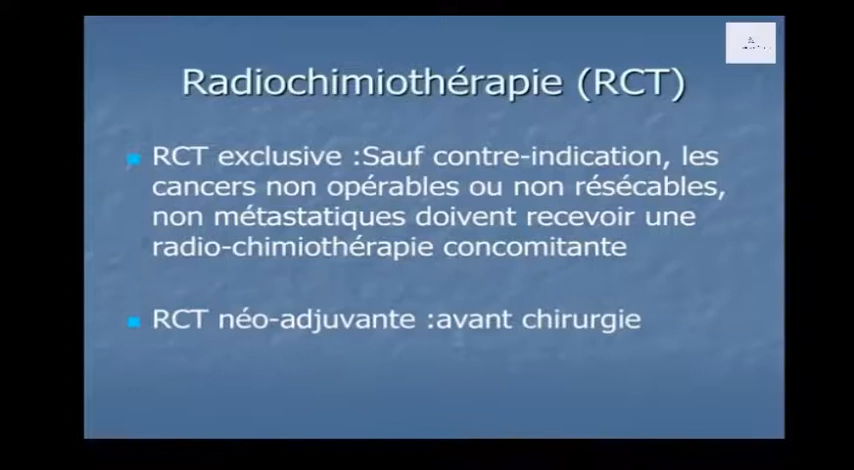 Radiochimiothérapie (RCT)
RCT exclusive :Sauf contre-indication, les
cancers non opérables ou non résécables,
non métastatiques doivent recevoir une
radio-chimiothérapie concomitante
RCT néo-adjuvante :avant chirurgie